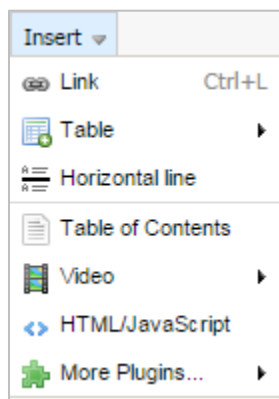 Insert
Link Ctrl+L
Table
Horizontal line
Table of Contents
Video
HTML/JavaScript
More Plugins...